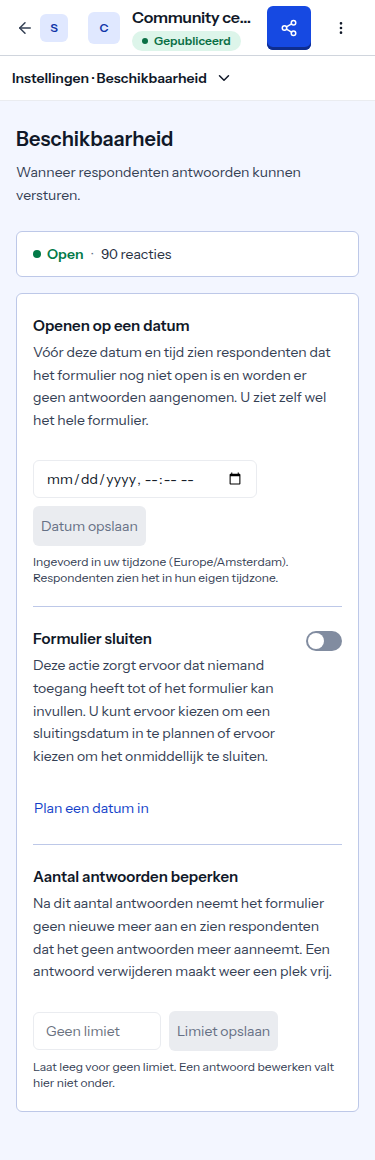 S
C
Community ce...
Gepubliceerd
Instellingen · Beschikbaarheid
Beschikbaarheid
Wanneer respondenten antwoorden kunnen
versturen.
Open · 90 reacties
Openen op een datum
Vóór deze datum en tijd zien respondenten dat
het formulier nog niet open is en worden er
geen antwoorden aangenomen. U ziet zelf wel
het hele formulier.
mm/dd/yyyy, --:-- --
Datum opslaan
Ingevoerd in uw tijdzone (Europe/Amsterdam).
Respondenten zien het in hun eigen tijdzone.
Formulier sluiten
Deze actie zorgt ervoor dat niemand
toegang heeft tot of het formulier kan
invullen. U kunt ervoor kiezen om een
sluitingsdatum in te plannen of ervoor
kiezen om het onmiddellijk te sluiten.
Plan een datum in
Aantal antwoorden beperken
Na dit aantal antwoorden neemt het formulier
geen nieuwe meer aan en zien respondenten
dat het geen antwoorden meer aanneemt. Een
antwoord verwijderen maakt weer een plek vrij.
Geen limiet
Limiet opslaan
Laat leeg voor geen limiet. Een antwoord bewerken valt
hier niet onder.